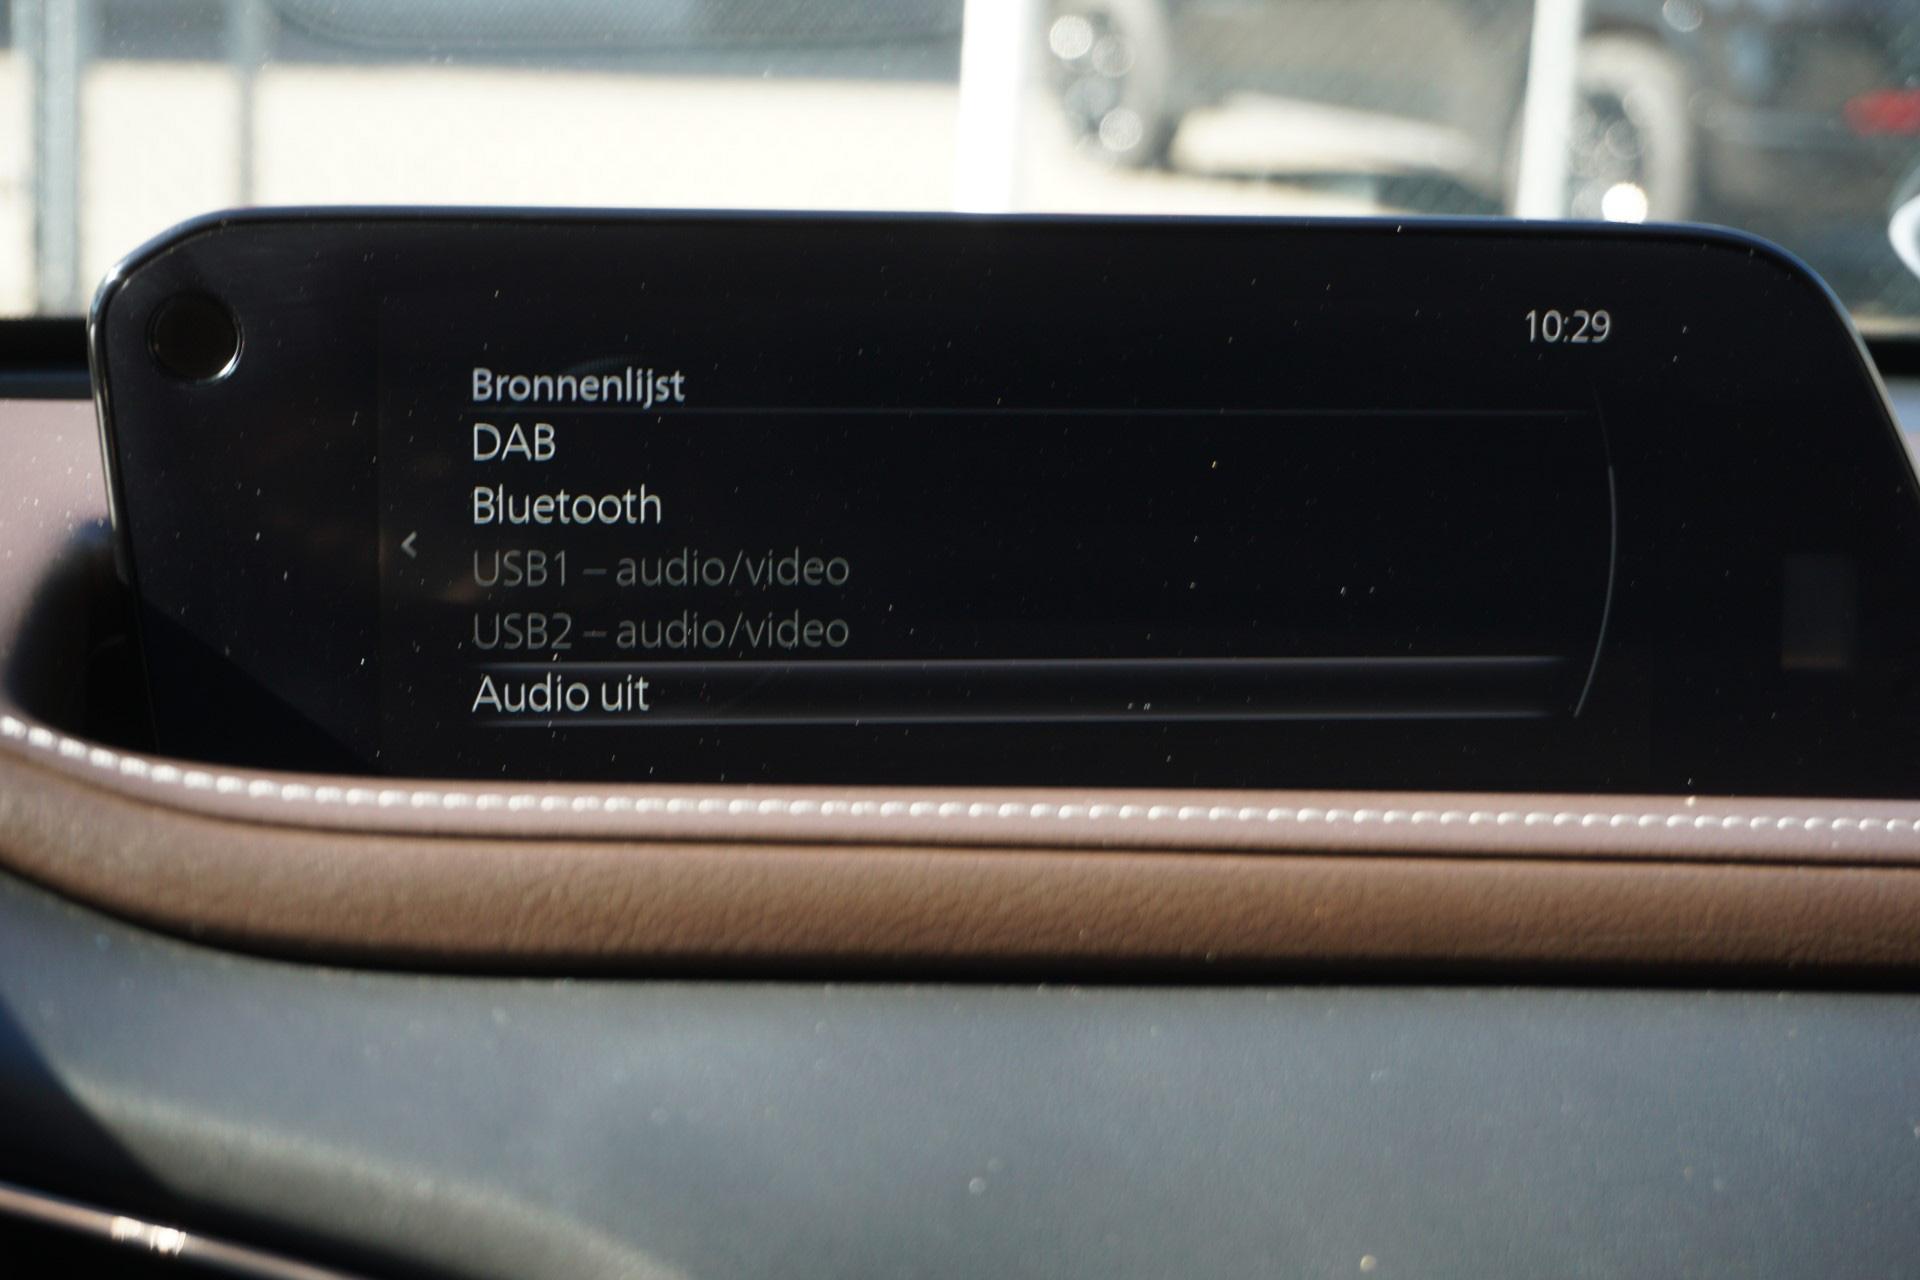 10:29
Bronnenlijst
DAB
Bluetooth
USB1 – audio/video
USB2 – audio/video
Audio uit